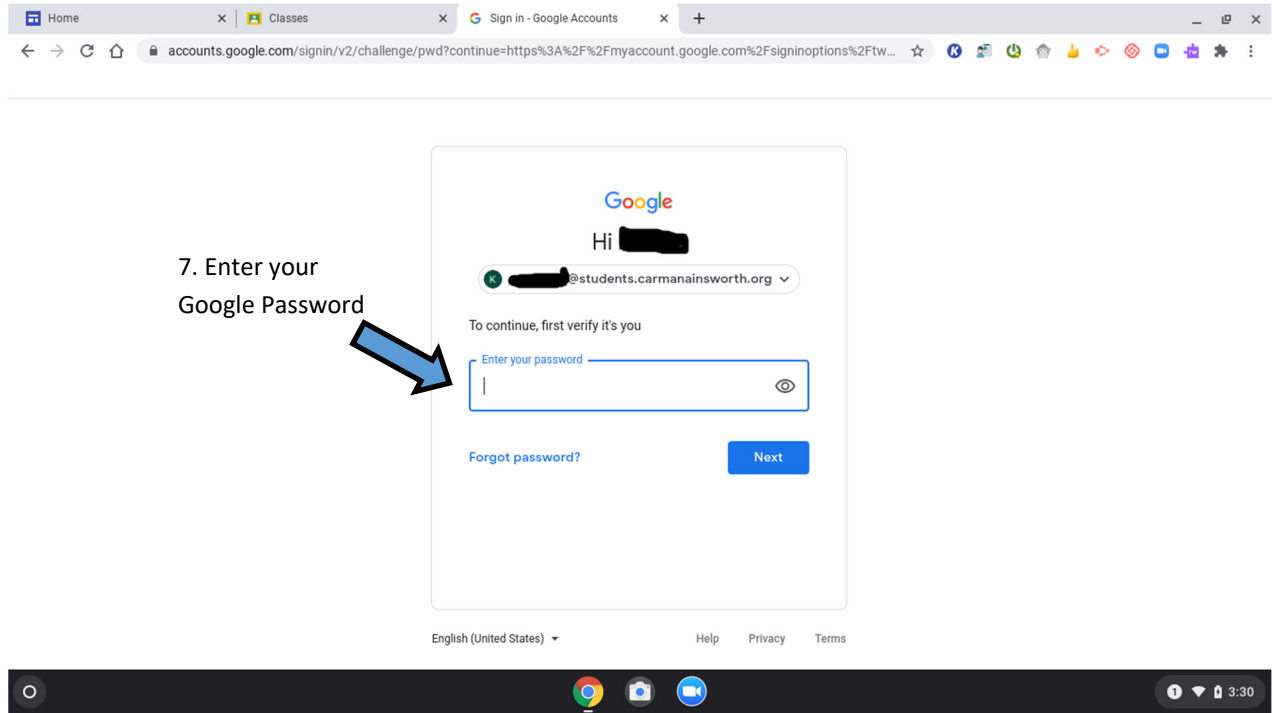 Home
Classes
Sign in - Google Accounts
accounts.google.com/signin/v2/challenge/pwd?continue=https%3A%2F%2Fmyaccount.google.com%2Fsigninoptions%2Ftw...
Google
Hi
K
@students.carmanainsworth.org
7. Enter your
Google Password
To continue, first verify it's you
Enter your password
Forgot password?
Next
English (United States)
Help Privacy Terms
1 3:30